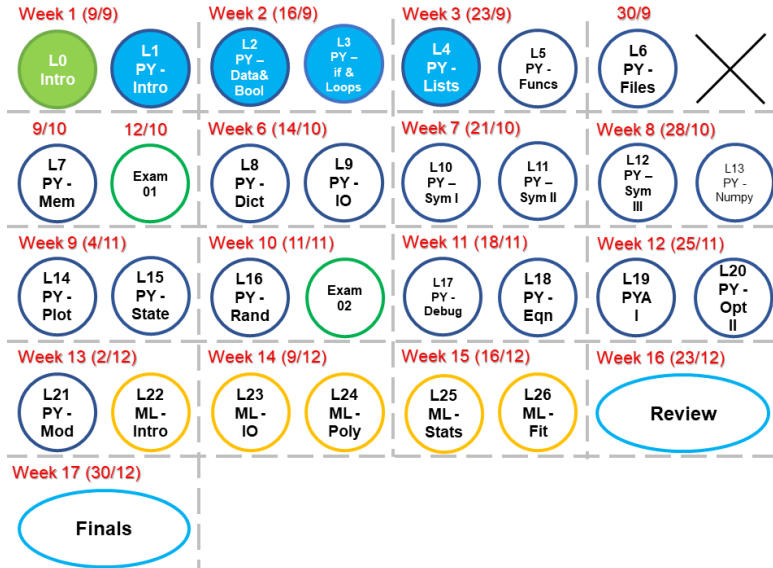 Week 1 (9/9)
L0
Intro
L1
PY -
Intro
Week 2 (16/9)
L2
PY –
Data&
Bool
L3
PY –
if &
Loops
Week 3 (23/9)
L4
PY -
Lists
L5
PY -
Funcs
30/9
L6
PY -
Files
9/10
L7
PY -
Mem
12/10
Exam
01
Week 6 (14/10)
L8
PY -
Dict
L9
PY -
IO
Week 7 (21/10)
L10
PY –
Sym I
L11
PY –
Sym II
Week 8 (28/10)
L12
PY –
Sym
III
L13
PY -
Numpy
Week 9 (4/11)
L14
PY -
Plot
L15
PY -
State
Week 10 (11/11)
L16
PY -
Rand
Exam
02
Week 11 (18/11)
L17
PY -
Debug
L18
PY -
Eqn
Week 12 (25/11)
L19
PYA
I
L20
PY -
Opt
II
Week 13 (2/12)
L21
PY -
Mod
L22
ML -
Intro
Week 14 (9/12)
L23
ML -
IO
L24
ML -
Poly
Week 15 (16/12)
L25
ML -
Stats
L26
ML -
Fit
Week 16 (23/12)
Review
Week 17 (30/12)
Finals